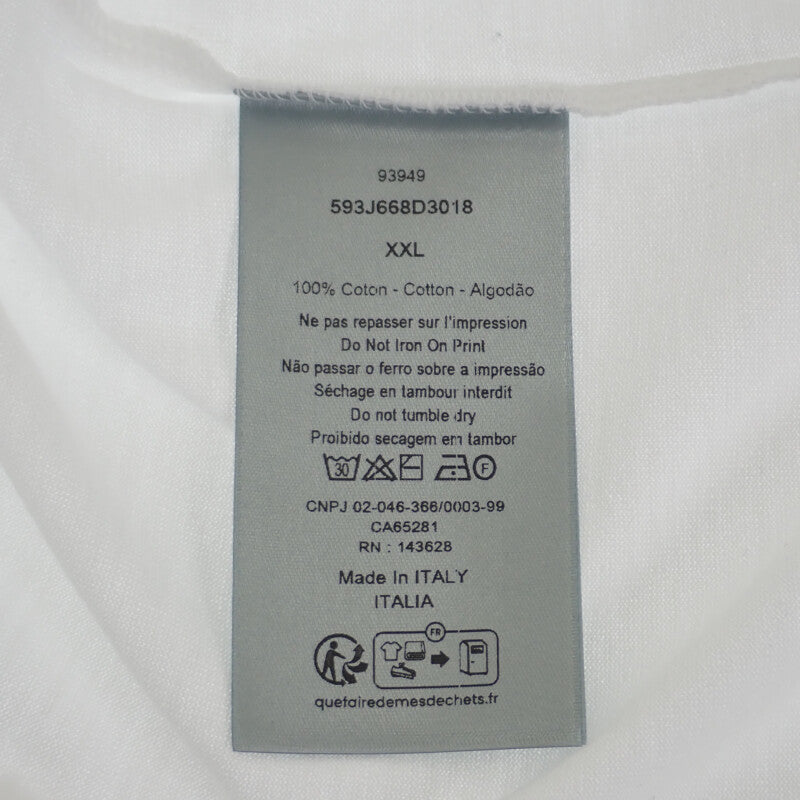 93949
593J668D3018
XXL
100% Coton - Cotton - Algodão
Ne pas repasser sur l'impression
Do Not Iron On Print
Não passar o ferro sobre a impressão
Séchage en tambour interdit
Do not tumble dry
Proibido secagem em tambor
30 F
CNPJ 02-046-366/0003-99
CA65281
RN : 143628
Made In ITALY
ITALIA
FR
quefairedemesdechets.fr